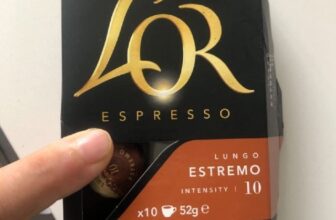 L'OR
ESPRESSO
LUNGO
ESTREMO
INTENSITY | 10
x10 52g e